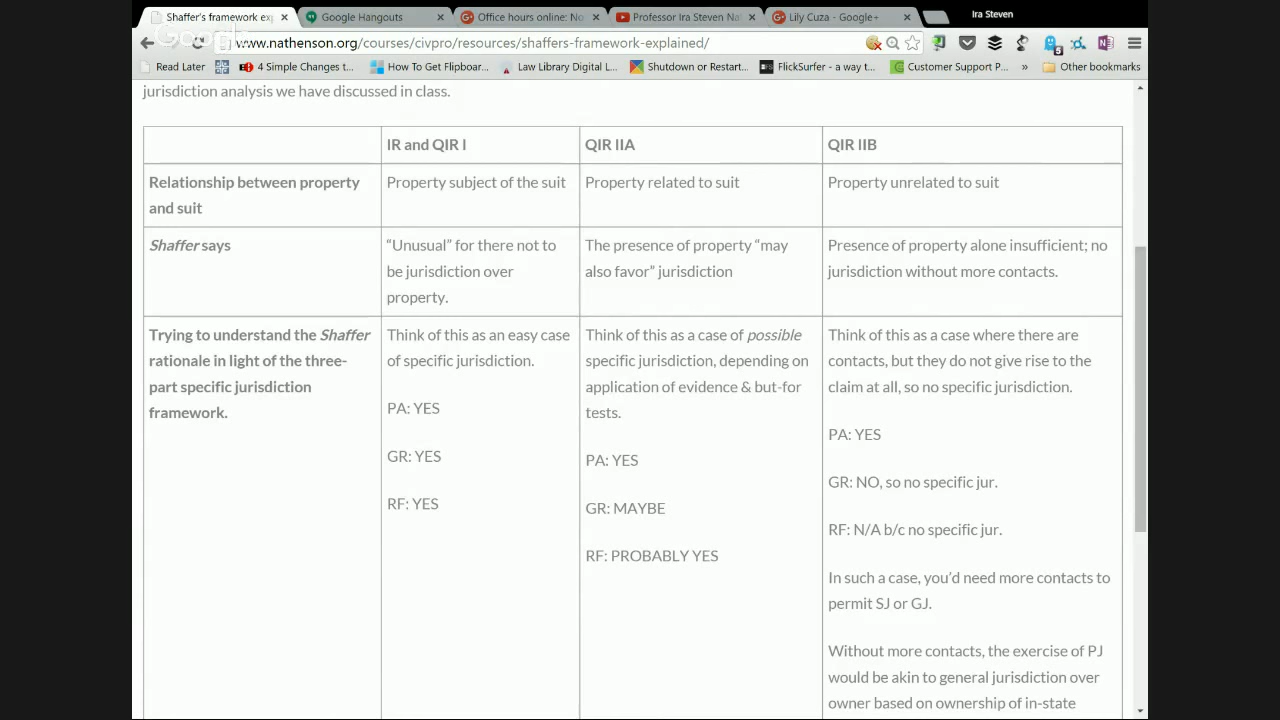 Shaffer's framework exp
Google Hangouts
Office hours online: No
Professor Ira Steven Na
Lily Cuza - Google+
Ira Steven
Google
www.nathenson.org/courses/civpro/resources/shaffers-framework-explained/
5
Read Later
4 Simple Changes t...
How To Get Flipboar...
Law Library Digital L...
Shutdown or Restart...
FlickSurfer - a way t...
Customer Support P...
»
Other bookmarks
jurisdiction analysis we have discussed in class.
IR and QIR I
QIR IIA
QIR IIB
Relationship between property
and suit
Property subject of the suit
Property related to suit
Property unrelated to suit
Shaffer says
“Unusual” for there not to
be jurisdiction over
property.
The presence of property “may
also favor” jurisdiction
Presence of property alone insufficient; no
jurisdiction without more contacts.
Trying to understand the Shaffer
rationale in light of the three-
part specific jurisdiction
framework.
Think of this as an easy case
of specific jurisdiction.
PA: YES
GR: YES
RF: YES
Think of this as a case of possible
specific jurisdiction, depending on
application of evidence & but-for
tests.
PA: YES
GR: MAYBE
RF: PROBABLY YES
Think of this as a case where there are
contacts, but they do not give rise to the
claim at all, so no specific jurisdiction.
PA: YES
GR: NO, so no specific jur.
RF: N/A b/c no specific jur.
In such a case, you’d need more contacts to
permit SJ or GJ.
Without more contacts, the exercise of PJ
would be akin to general jurisdiction over
owner based on ownership of in-state